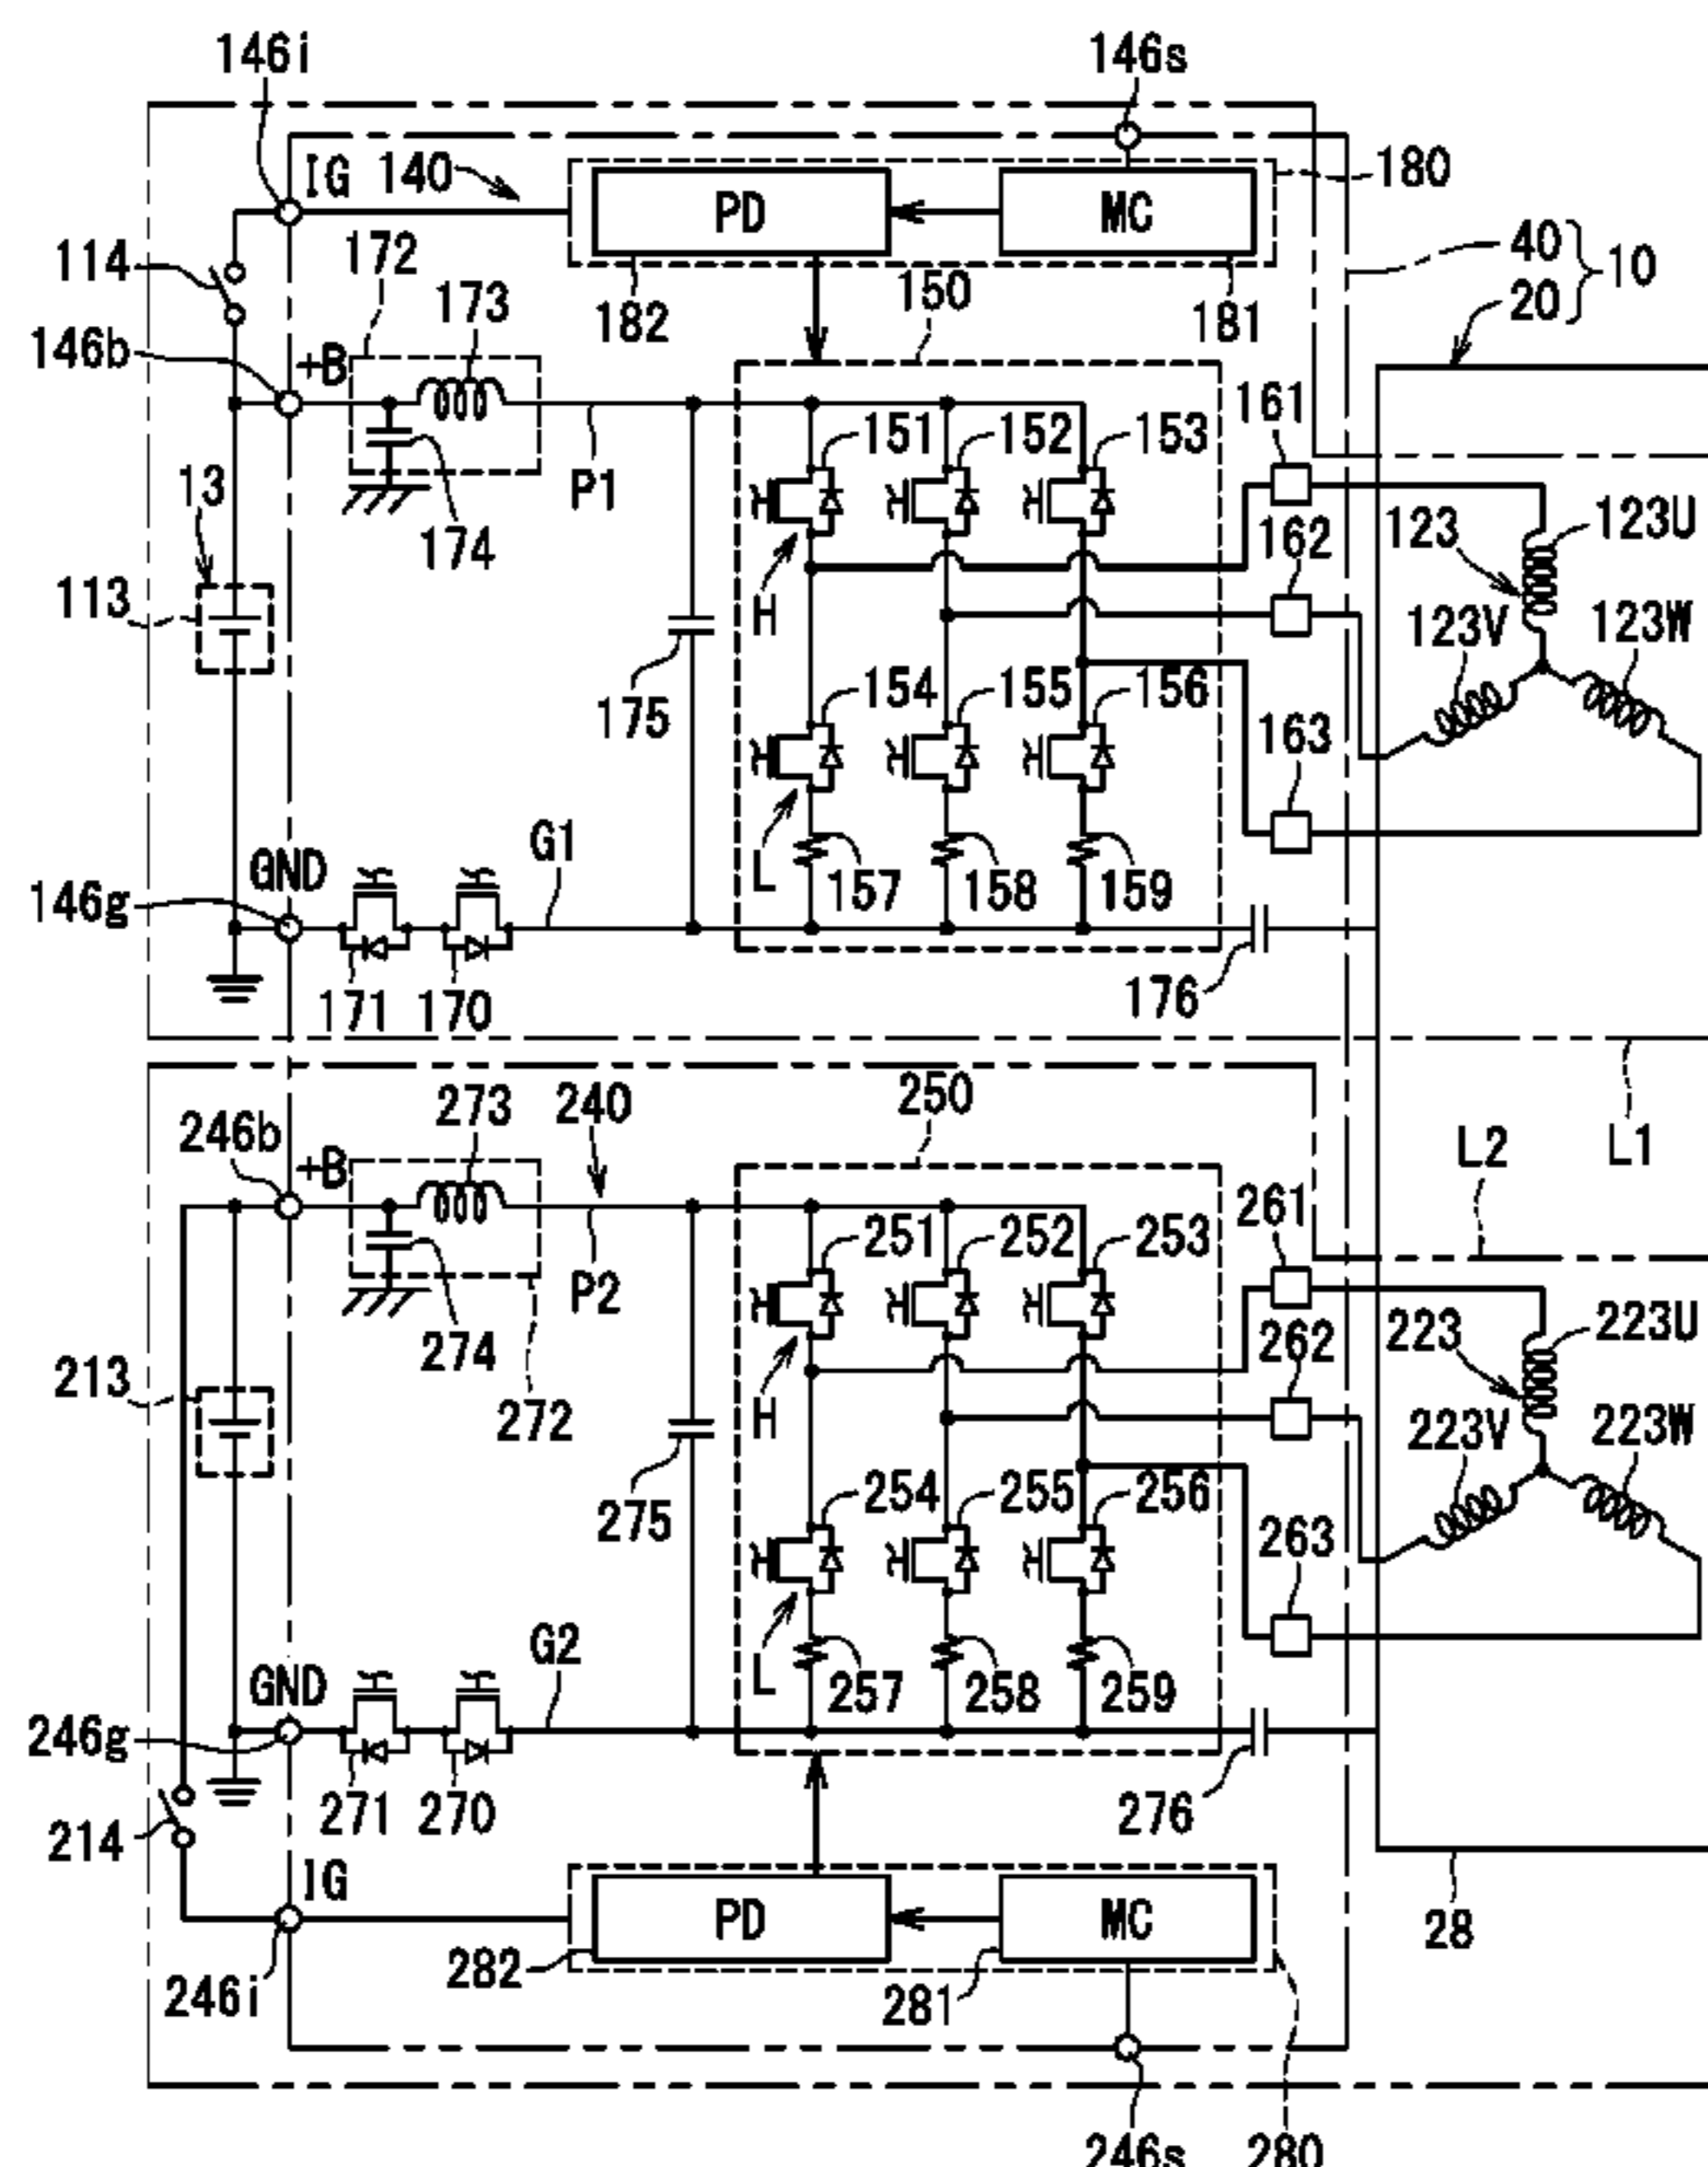 146i
146s
IG
140
PD
MC
180
114
172
40
10
20
173
182
150
181
146b
+B
161
13
151
152
153
P1
174
162
123
123U
113
H
123V
123W
175
154
155
156
163
GND
G1
L
157
158
159
146g
171
170
176
273
240
250
246b
+B
L2
L1
261
251
252
253
P2
274
262
223
223U
213
272
H
223V
223W
275
254
255
256
263
GND
G2
L
257
258
259
246g
271
270
276
214
IG
PD
MC
28
282
281
246i
246s
280